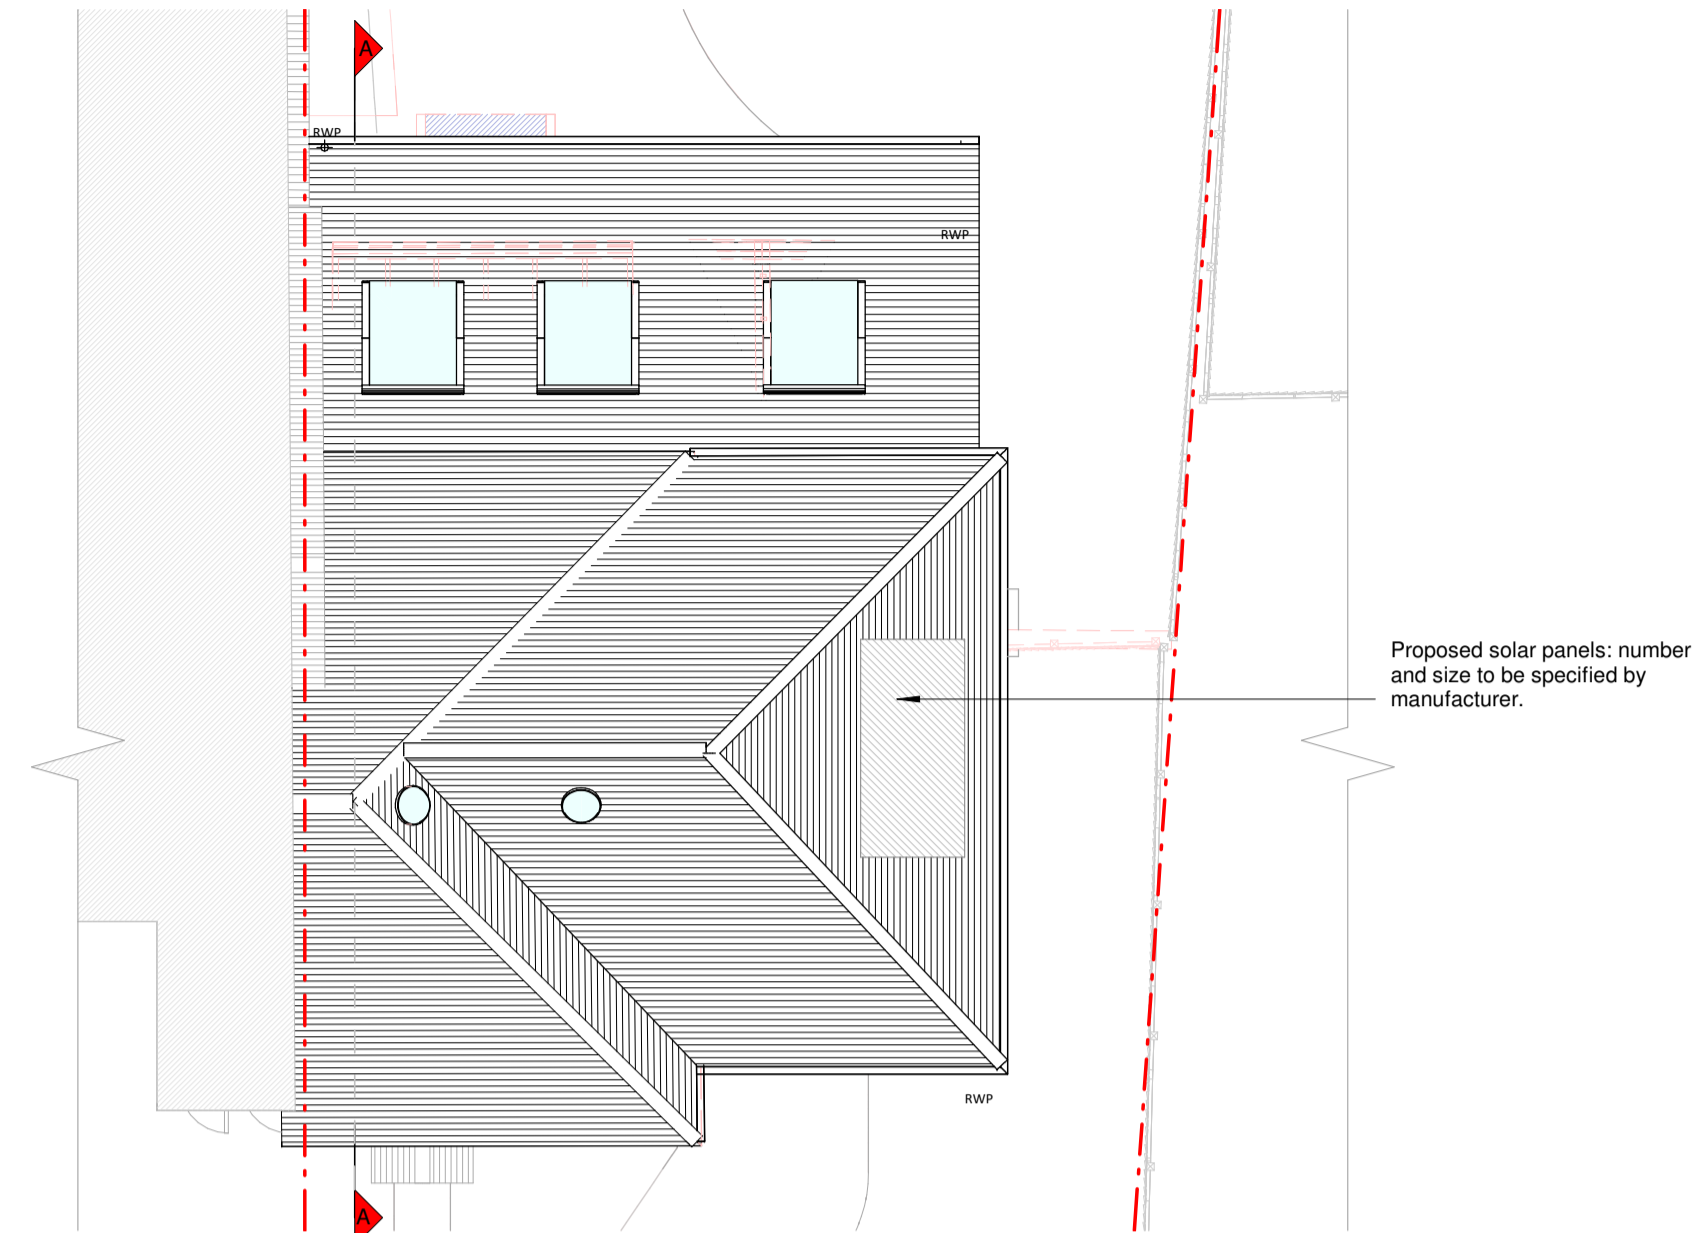 A
RWP
RWP
Proposed solar panels: number
and size to be specified by
manufacturer.
RWP
A